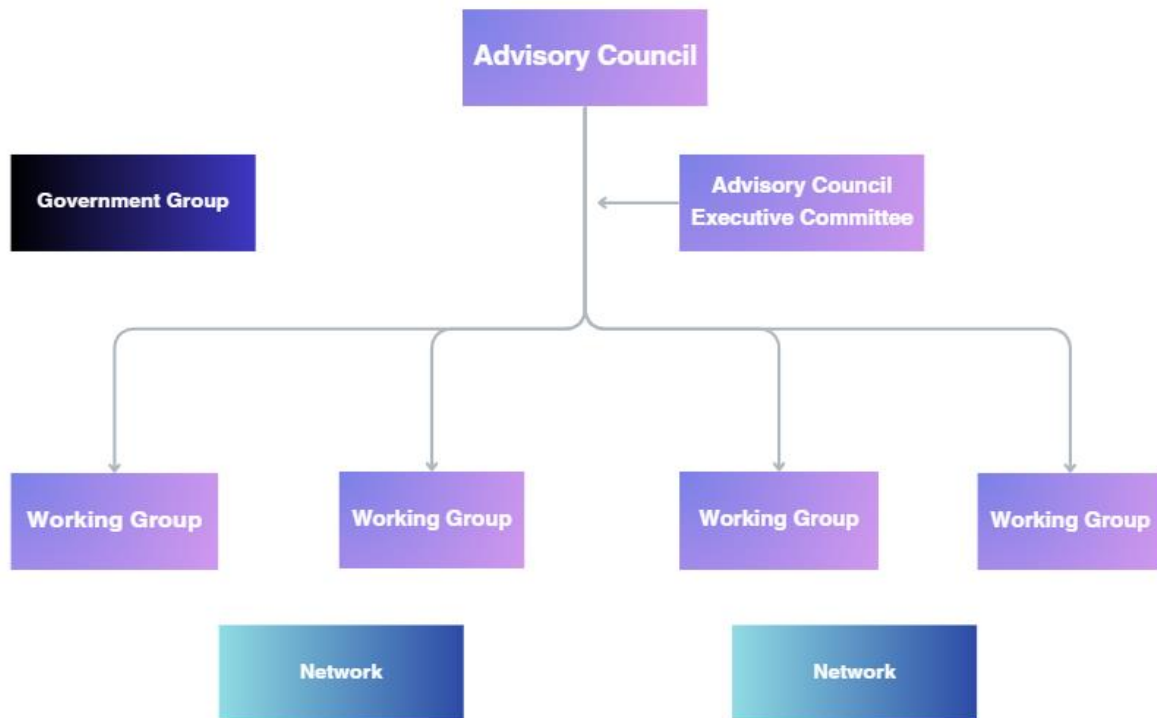 Advisory Council
Government Group
Advisory Council
Executive Committee
Working Group
Working Group
Working Group
Working Group
Network
Network